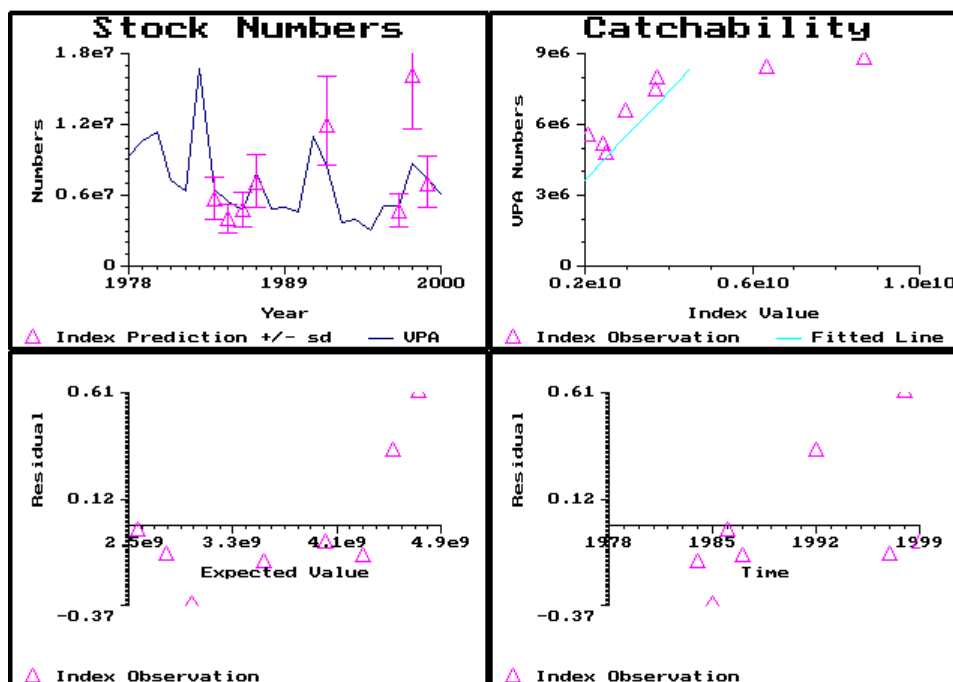 Stock Numbers
1.8e7
1.2e7
0.6e7
0
Numbers
1978
1989
2000
Year
Index Prediction +/- sd
VPA
Catchability
9e6
6e6
3e6
0
VPA Numbers
0.2e10
0.6e10
1.0e10
Index Value
Index Observation
Fitted Line
0.61
0.12
-0.37
Residual
2.5e9
3.3e9
4.1e9
4.9e9
Expected Value
Index Observation
0.61
0.12
-0.37
Residual
1978
1985
1992
1999
Time
Index Observation